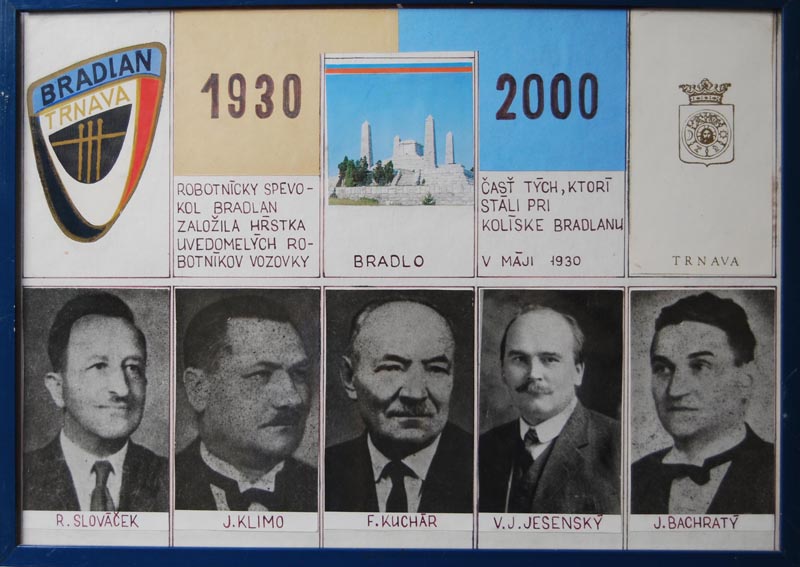 BRADLAN
TRNAVA
1930
2000
ROBOTNÍCKY SPEVO-
KOL BRADLAN
ZALOŽILA HŔSTKA
UVEDOMELÝCH RO-
BOTNÍKOV VOZOVKY
BRADLO
ČASŤ TÝCH, KTORÍ
STÁLI PRI
KOLÍSKE BRADLANU
V MÁJI 1930
TRNAVA
R. SLOVÁČEK
J. KLIMO
F. KUCHÁR
V. J. JESENSKÝ
J. BACHRATÝ